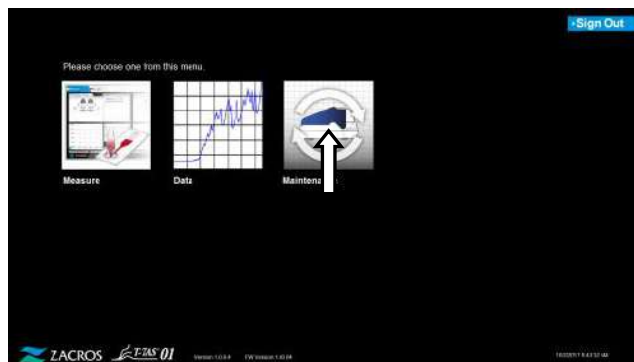 Sign Out
Please choose one from this menu.
Measure
Data
ZACROS T-TAS 01